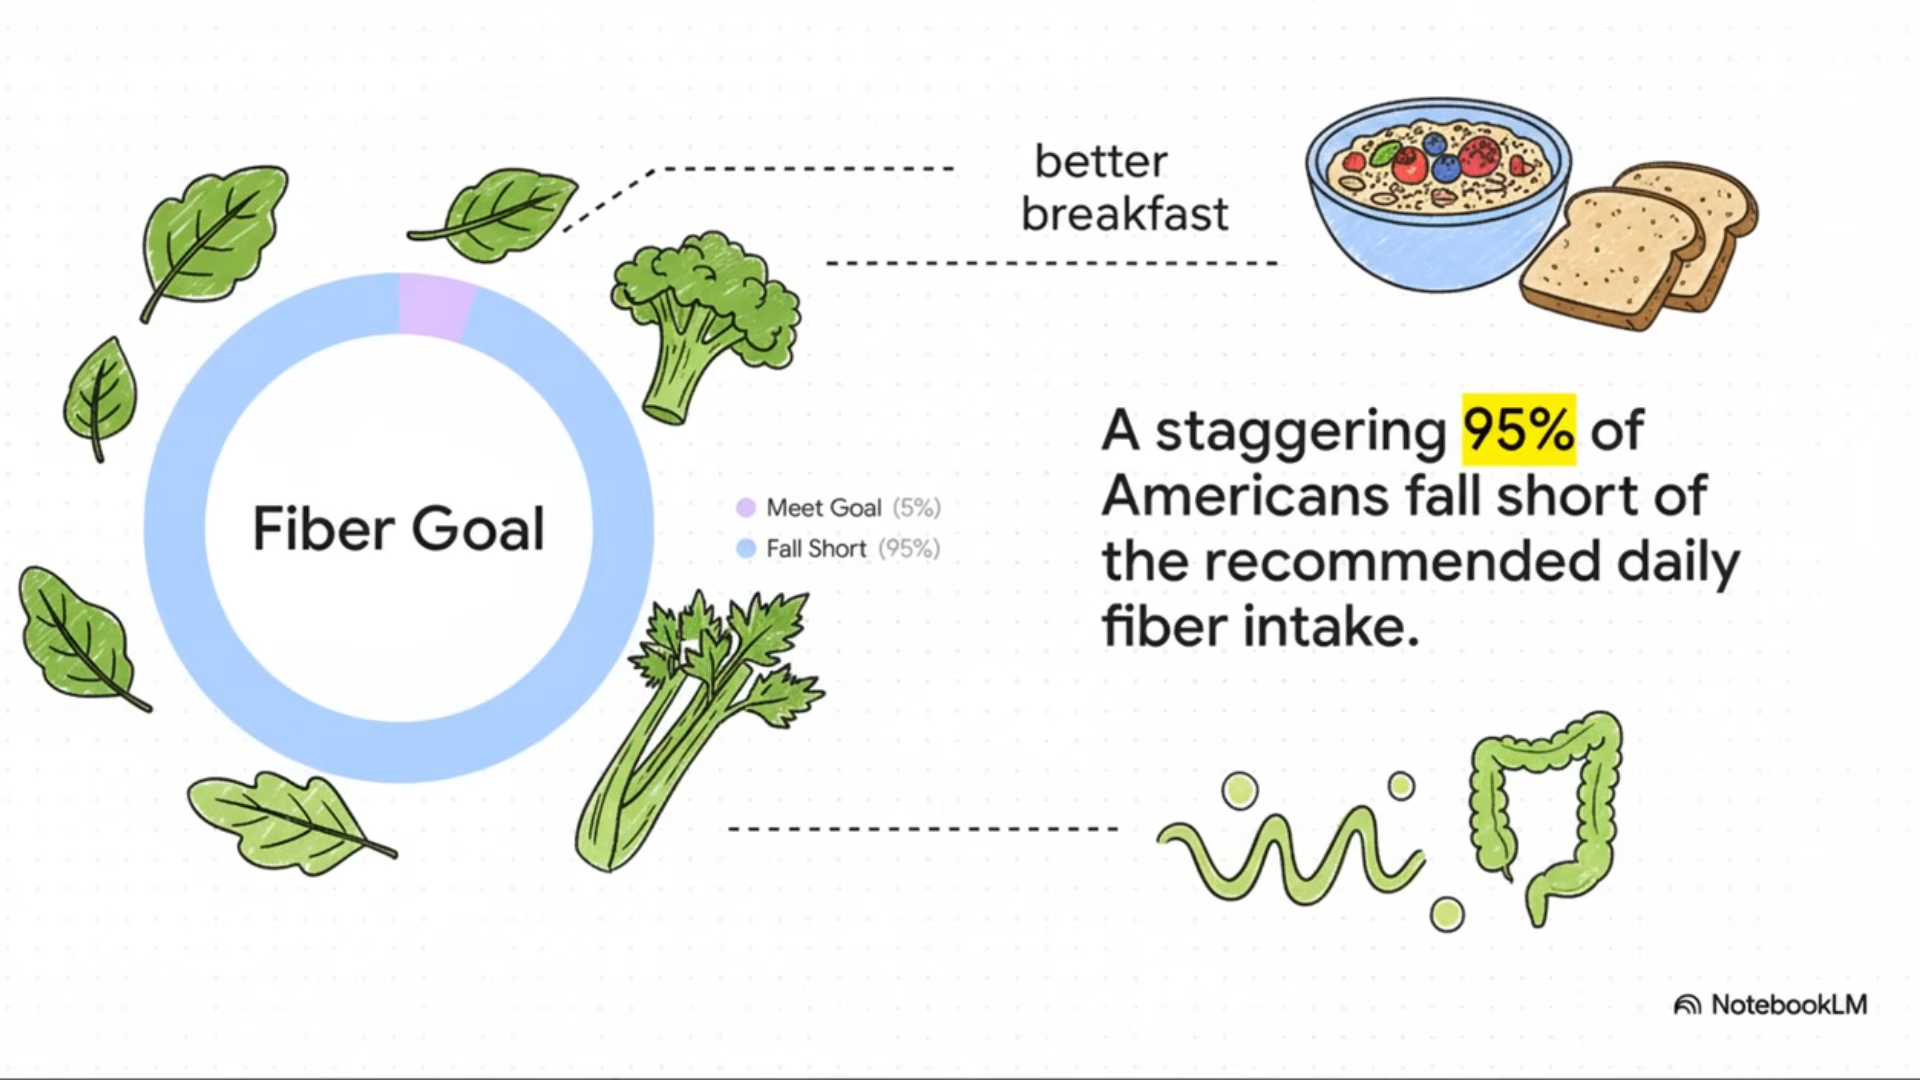 better
breakfast
Fiber Goal
Meet Goal (5%)
Fall Short (95%)
A staggering 95% of
Americans fall short of
the recommended daily
fiber intake.
NotebookLM